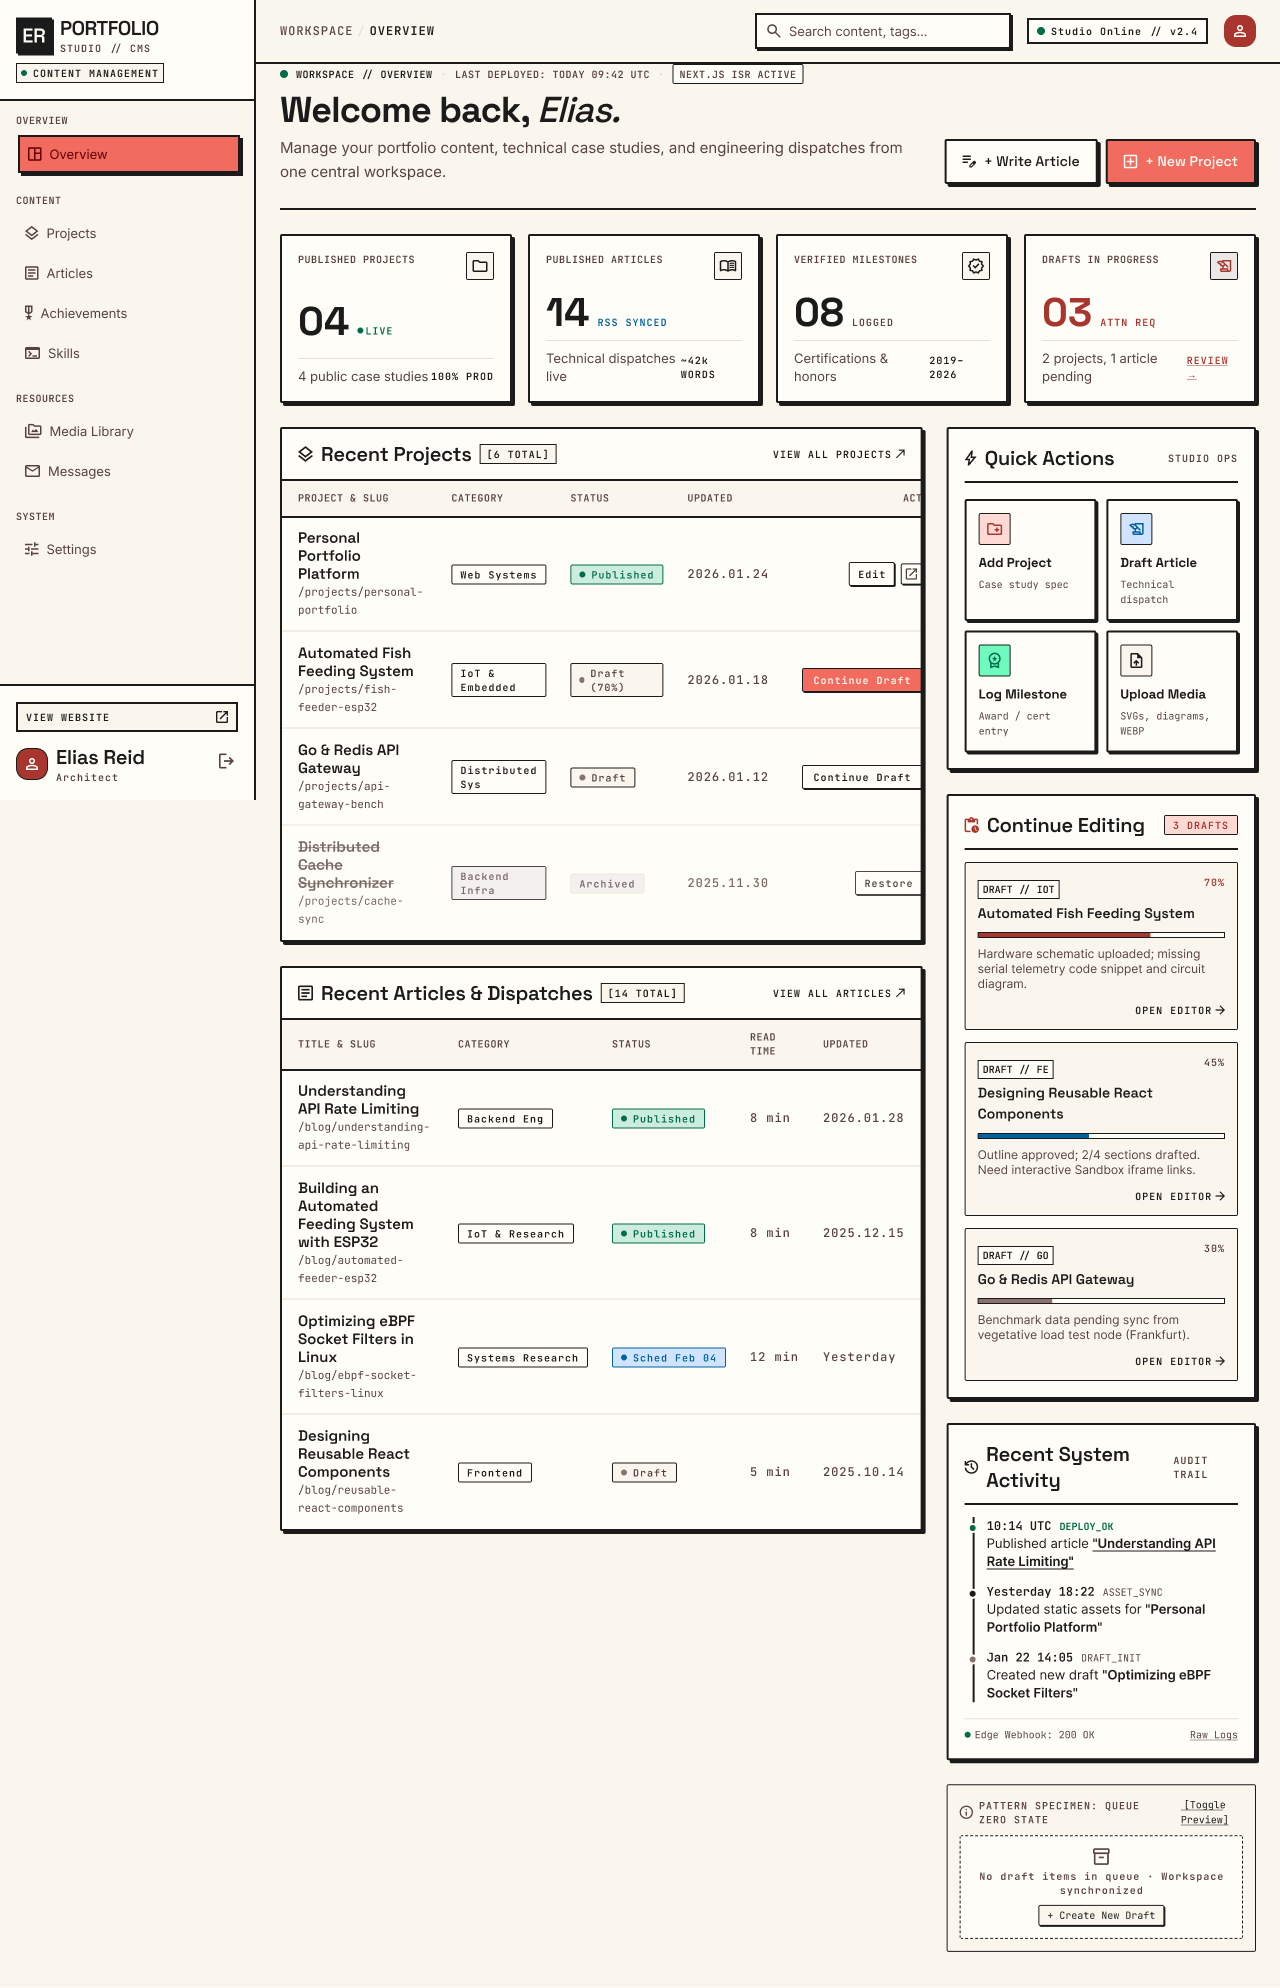 ER
PORTFOLIO
STUDIO // CMS
CONTENT MANAGEMENT
OVERVIEW
Overview
CONTENT
Projects
Articles
Achievements
Skills
RESOURCES
Media Library
Messages
SYSTEM
Settings
VIEW WEBSITE
Elias Reid
Architect
WORKSPACE / OVERVIEW
Search content, tags...
Studio Online // v2.4
WORKSPACE // OVERVIEW · LAST DEPLOYED: TODAY 09:42 UTC · NEXT.JS ISR ACTIVE
Welcome back, Elias.
Manage your portfolio content, technical case studies, and engineering dispatches from
one central workspace.
+ Write Article
+ New Project
PUBLISHED PROJECTS
04 LIVE
4 public case studies 100% PROD
PUBLISHED ARTICLES
14 RSS SYNCED
Technical dispatches
live
~42k
WORDS
VERIFIED MILESTONES
08 LOGGED
Certifications &
honors
2019–
2026
DRAFTS IN PROGRESS
03 ATTN REQ
2 projects, 1 article
pending
REVIEW
→
Recent Projects [6 TOTAL]
VIEW ALL PROJECTS
PROJECT & SLUG CATEGORY STATUS UPDATED ACT
Personal
Portfolio
Platform
/projects/personal-
portfolio
Web Systems
Published
2026.01.24
Edit
Automated Fish
Feeding System
/projects/fish-
feeder-esp32
IoT &
Embedded
Draft
(70%)
2026.01.18
Continue Draft
Go & Redis API
Gateway
/projects/api-
gateway-bench
Distributed
Sys
Draft
2026.01.12
Continue Draft
Distributed
Cache
Synchronizer
/projects/cache-
sync
Backend
Infra
Archived
2025.11.30
Restore
Recent Articles & Dispatches [14 TOTAL]
VIEW ALL ARTICLES
TITLE & SLUG CATEGORY STATUS READ
TIME UPDATED
Understanding
API Rate Limiting
/blog/understanding-
api-rate-limiting
Backend Eng
Published
8 min
2026.01.28
Building an
Automated
Feeding System
with ESP32
/blog/automated-
feeder-esp32
IoT & Research
Published
8 min
2025.12.15
Optimizing eBPF
Socket Filters in
Linux
/blog/ebpf-socket-
filters-linux
Systems Research
Sched Feb 04
12 min
Yesterday
Designing
Reusable React
Components
/blog/reusable-
react-components
Frontend
Draft
5 min
2025.10.14
Quick Actions
STUDIO OPS
Add Project
Case study spec
Draft Article
Technical
dispatch
Log Milestone
Award / cert
entry
Upload Media
SVGs, diagrams,
WEBP
Continue Editing
3 DRAFTS
DRAFT // IOT
70%
Automated Fish Feeding System
Hardware schematic uploaded; missing
serial telemetry code snippet and circuit
diagram.
OPEN EDITOR
DRAFT // FE
45%
Designing Reusable React
Components
Outline approved; 2/4 sections drafted.
Need interactive Sandbox iframe links.
OPEN EDITOR
DRAFT // GO
30%
Go & Redis API Gateway
Benchmark data pending sync from
vegetative load test node (Frankfurt).
OPEN EDITOR
Recent System
Activity
AUDIT
TRAIL
10:14 UTC DEPLOY_OK
Published article "Understanding API
Rate Limiting"
Yesterday 18:22 ASSET_SYNC
Updated static assets for "Personal
Portfolio Platform"
Jan 22 14:05 DRAFT_INIT
Created new draft "Optimizing eBPF
Socket Filters"
Edge Webhook: 200 OK
Raw Logs
PATTERN SPECIMEN: QUEUE
ZERO STATE
[Toggle
Preview]
No draft items in queue · Workspace
synchronized
+ Create New Draft